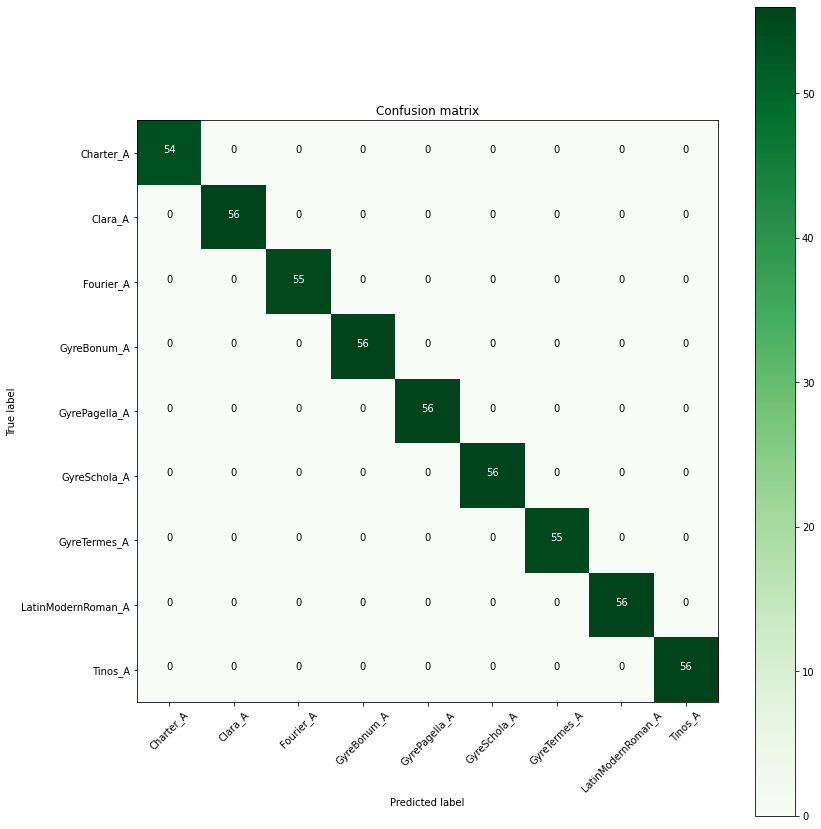 Confusion matrix
Charter_A 54 0 0 0 0 0 0 0 0
Clara_A 0 56 0 0 0 0 0 0 0
Fourier_A 0 0 55 0 0 0 0 0 0
GyreBonum_A 0 0 0 56 0 0 0 0 0
GyrePagella_A 0 0 0 0 56 0 0 0 0
GyreSchola_A 0 0 0 0 0 56 0 0 0
GyreTermes_A 0 0 0 0 0 0 55 0 0
LatinModernRoman_A 0 0 0 0 0 0 0 56 0
Tinos_A 0 0 0 0 0 0 0 0 56
True label
Charter_A Clara_A Fourier_A GyreBonum_A GyrePagella_A GyreSchola_A GyreTermes_A LatinModernRoman_A Tinos_A
Predicted label
50
40
30
20
10
0